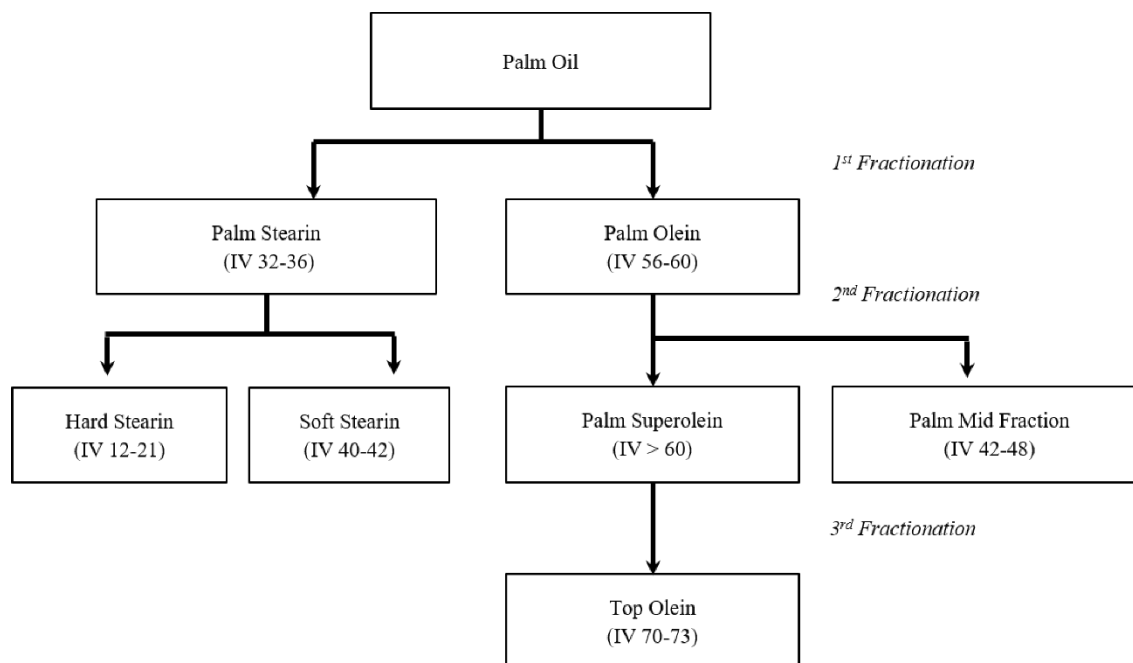 Palm Oil
1st Fractionation
Palm Stearin
(IV 32-36)
Palm Olein
(IV 56-60)
2nd Fractionation
Hard Stearin
(IV 12-21)
Soft Stearin
(IV 40-42)
Palm Superolein
(IV > 60)
Palm Mid Fraction
(IV 42-48)
3rd Fractionation
Top Olein
(IV 70-73)